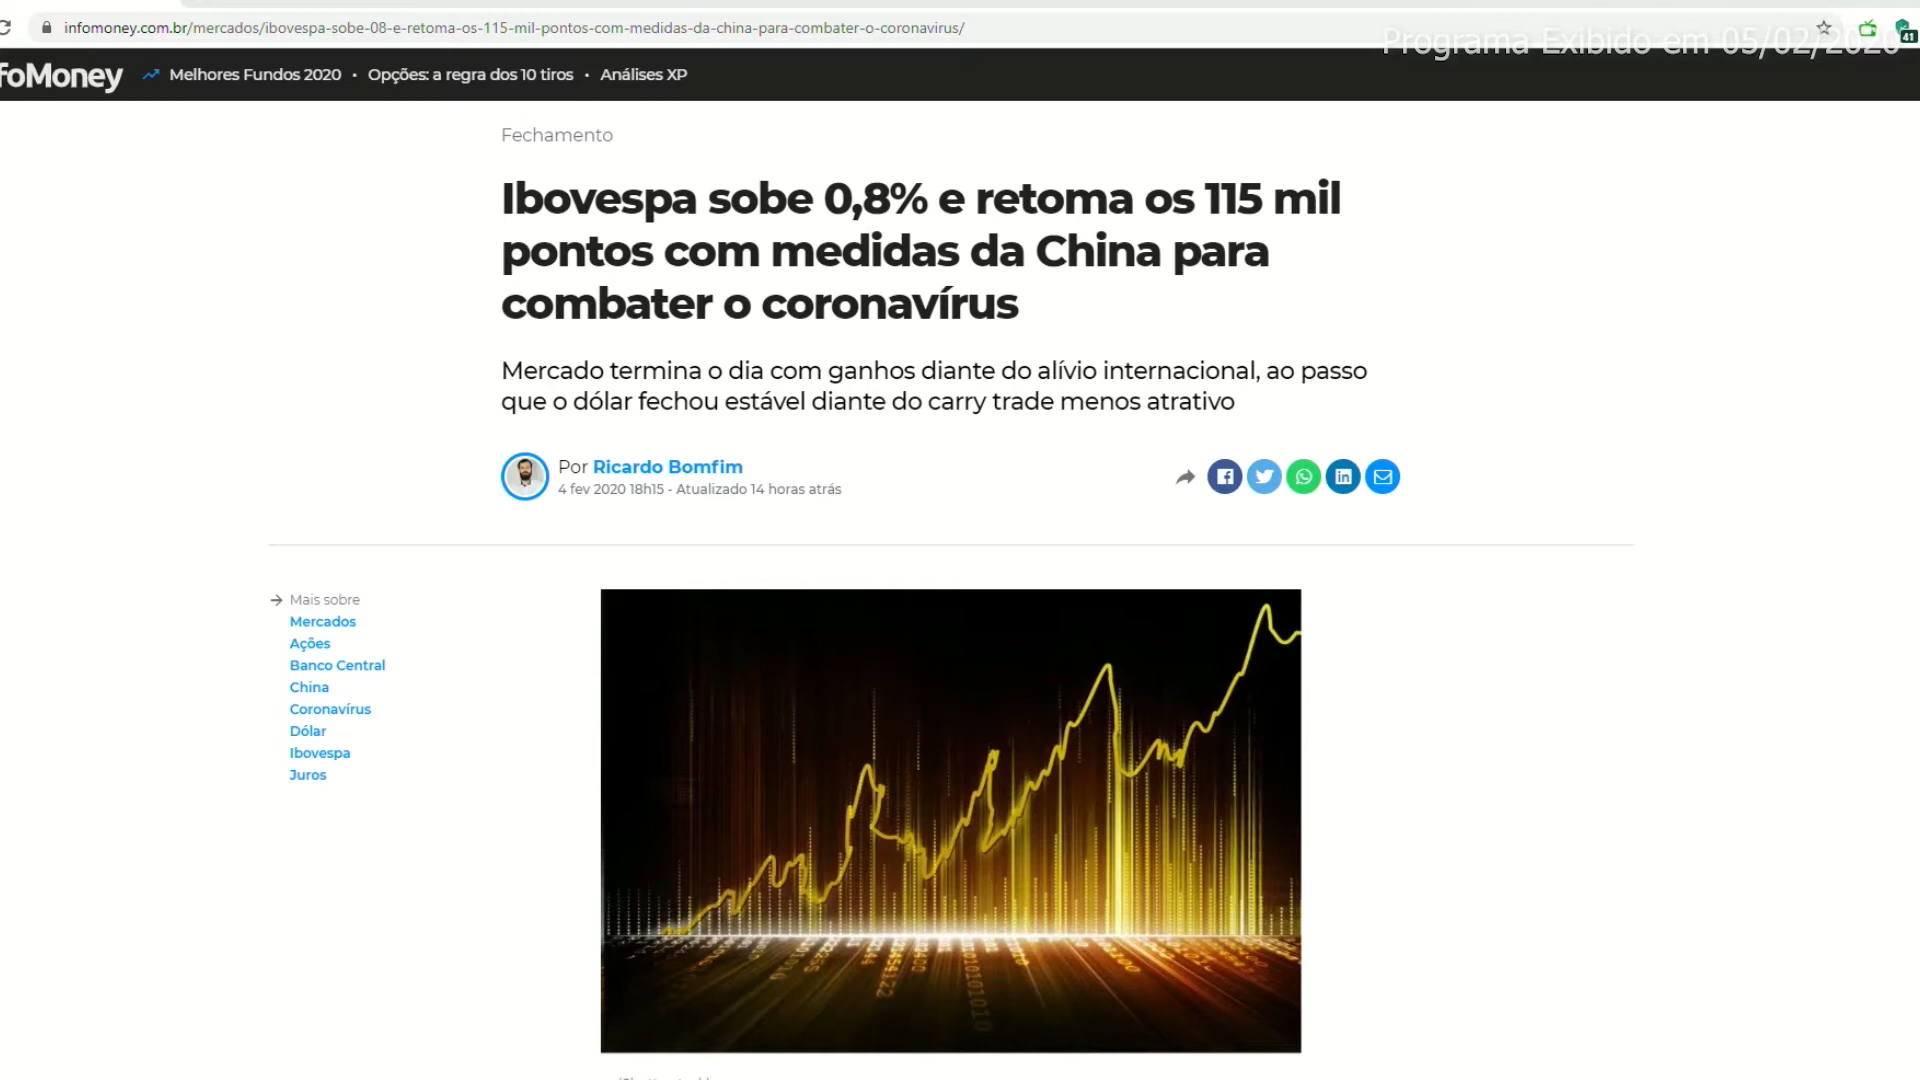 infomoney.com.br/mercados/ibovespa-sobe-08-e-retoma-os-115-mil-pontos-com-medidas-da-china-para-combater-o-coronavirus/
41
Programa Exibido em 05/02/2020
foMoney
Melhores Fundos 2020 • Opções: a regra dos 10 tiros • Análises XP
Fechamento
Ibovespa sobe 0,8% e retoma os 115 mil
pontos com medidas da China para
combater o coronavírus
Mercado termina o dia com ganhos diante do alívio internacional, ao passo
que o dólar fechou estável diante do carry trade menos atrativo
Por Ricardo Bomfim
4 fev 2020 18h15 - Atualizado 14 horas atrás
Mais sobre
Mercados
Ações
Banco Central
China
Coronavírus
Dólar
Ibovespa
Juros